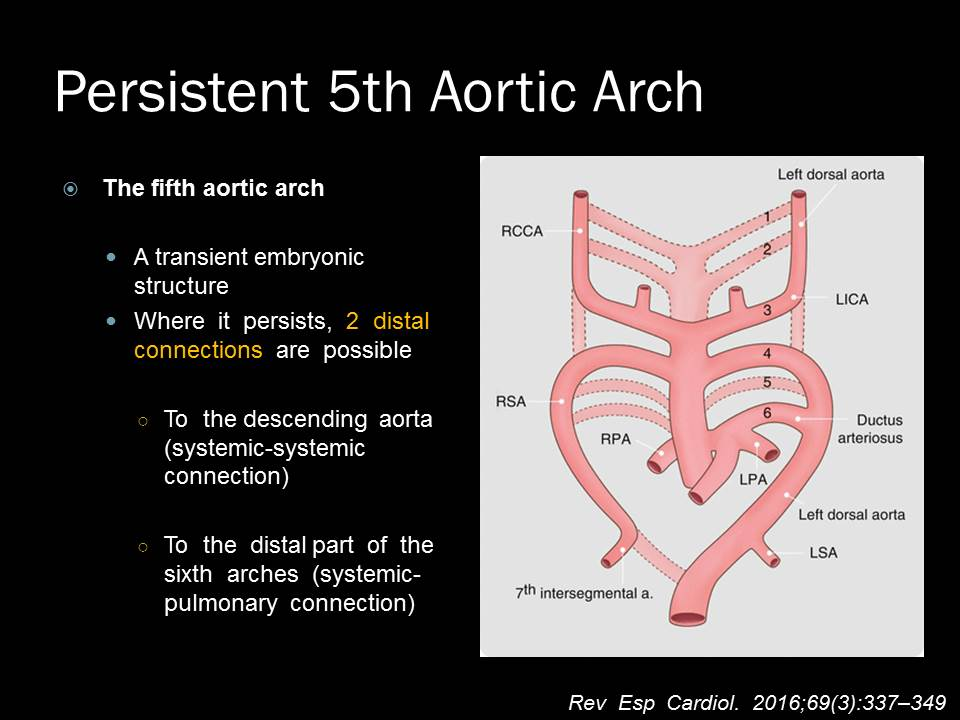 Persistent 5th Aortic Arch
The fifth aortic arch
A transient embryonic
structure
Where it persists, 2 distal
connections are possible
To the descending aorta
(systemic-systemic
connection)
To the distal part of the
sixth arches (systemic-
pulmonary connection)
Left dorsal aorta
RCCA
1
2
LICA
3
4
5
RSA
6
Ductus
arteriosus
RPA
LPA
Left dorsal aorta
LSA
7th intersegmental a.
Rev Esp Cardiol. 2016;69(3):337–349